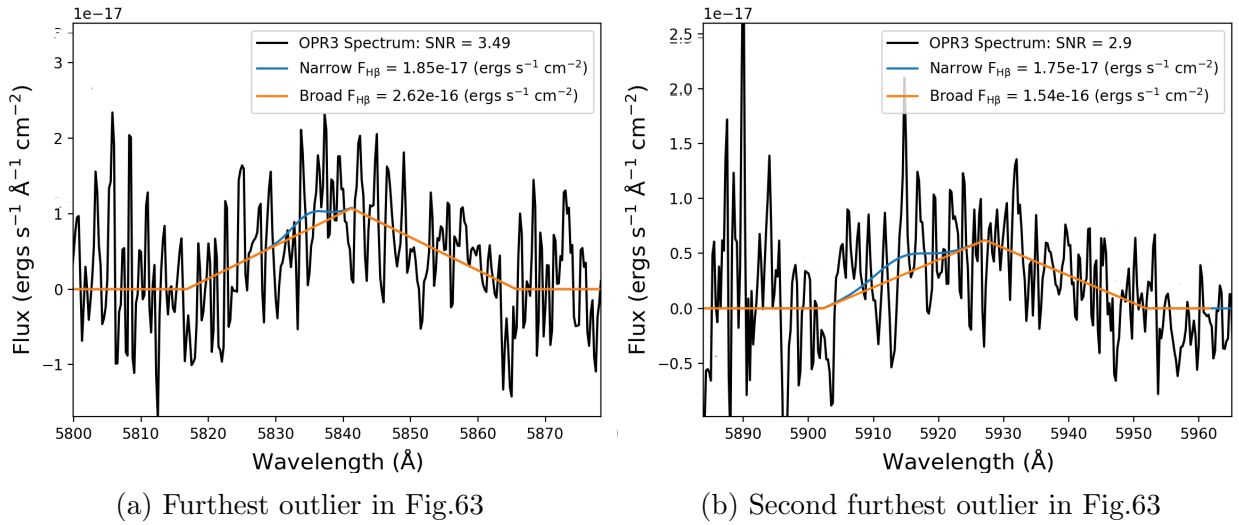 1e−17
OPR3 Spectrum: SNR = 3.49
Narrow F_Hβ = 1.85e-17 (ergs s⁻¹ cm⁻²)
Broad F_Hβ = 2.62e-16 (ergs s⁻¹ cm⁻²)
3
2
1
0
−1
Flux (ergs s⁻¹ Å⁻¹ cm⁻²)
5800 5810 5820 5830 5840 5850 5860 5870
Wavelength (Å)
(a) Furthest outlier in Fig.63
1e−17
OPR3 Spectrum: SNR = 2.9
Narrow F_Hβ = 1.75e-17 (ergs s⁻¹ cm⁻²)
Broad F_Hβ = 1.54e-16 (ergs s⁻¹ cm⁻²)
2.5
2.0
1.5
1.0
0.5
0.0
−0.5
Flux (ergs s⁻¹ Å⁻¹ cm⁻²)
5890 5900 5910 5920 5930 5940 5950 5960
Wavelength (Å)
(b) Second furthest outlier in Fig.63